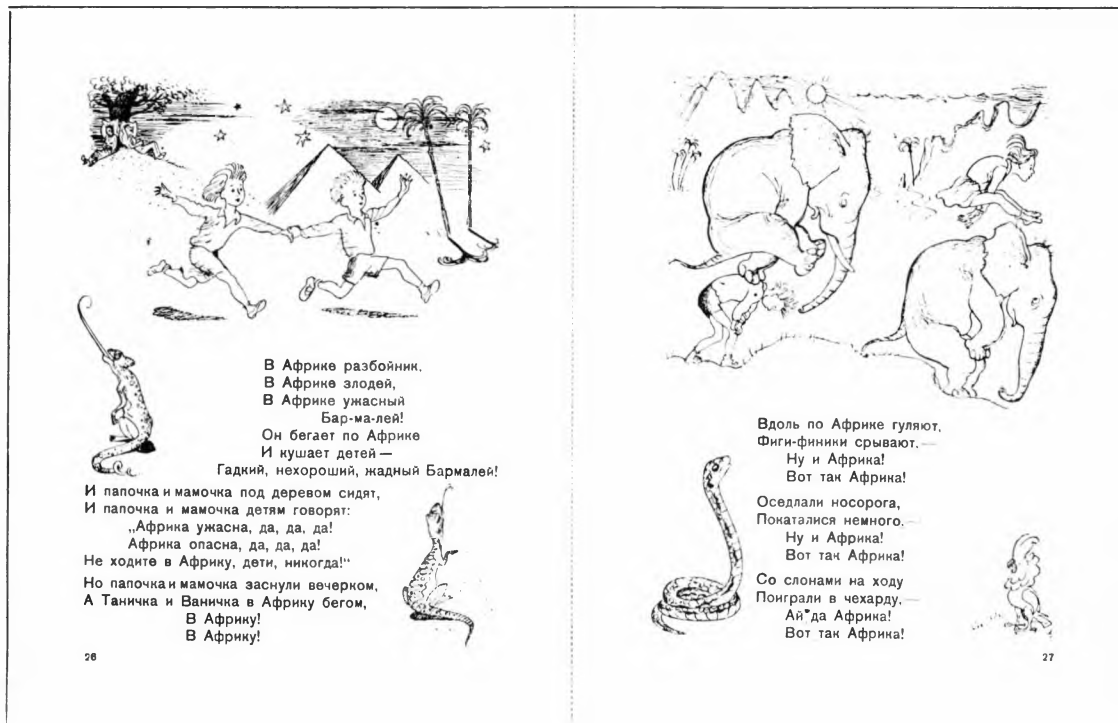 В Африке разбойник,
В Африке злодей,
В Африке ужасный
Бар-ма-лей!
Он бегает по Африке
И кушает детей —
Гадкий, нехороший, жадный Бармалей!
И папочка и мамочка под деревом сидят,
И папочка и мамочка детям говорят:
„Африка ужасна, да, да, да!
Африка опасна, да, да, да!
Не ходите в Африку, дети, никогда!“
Но папочка и мамочка заснули вечерком,
А Таничка и Ваничка в Африку бегом,
В Африку!
В Африку!
26
Вдоль по Африке гуляют,
Фиги-финики срывают,—
Ну и Африка!
Вот так Африка!
Оседлали носорога,
Покаталися немного,—
Ну и Африка!
Вот так Африка!
Со слонами на ходу
Поиграли в чехарду,—
Ай да Африка!
Вот так Африка!
27